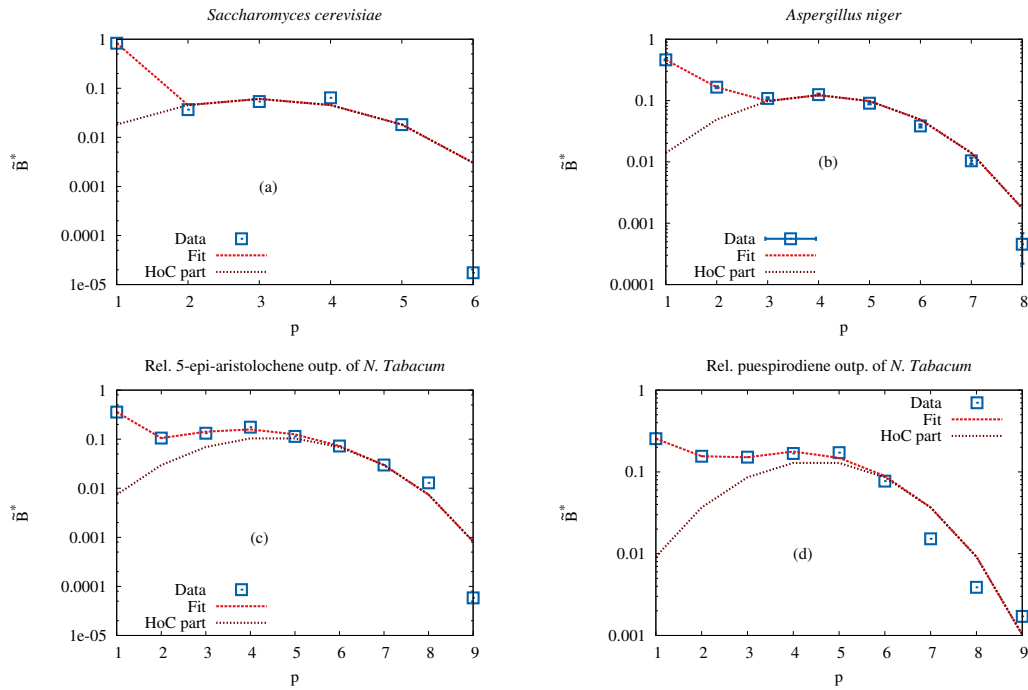 Saccharomyces cerevisiae
1
0.1
0.01
0.001
0.0001
1e-05
B̃*
(a)
Data
Fit
HoC part
1 2 3 4 5 6
p
Aspergillus niger
1
0.1
0.01
0.001
0.0001
B̃*
(b)
Data
Fit
HoC part
1 2 3 4 5 6 7 8
p
Rel. 5-epi-aristolochene outp. of N. Tabacum
1
0.1
0.01
0.001
0.0001
1e-05
B̃*
(c)
Data
Fit
HoC part
1 2 3 4 5 6 7 8 9
p
Rel. puespirodiene outp. of N. Tabacum
1
0.1
0.01
0.001
B̃*
Data
Fit
HoC part
(d)
1 2 3 4 5 6 7 8 9
p